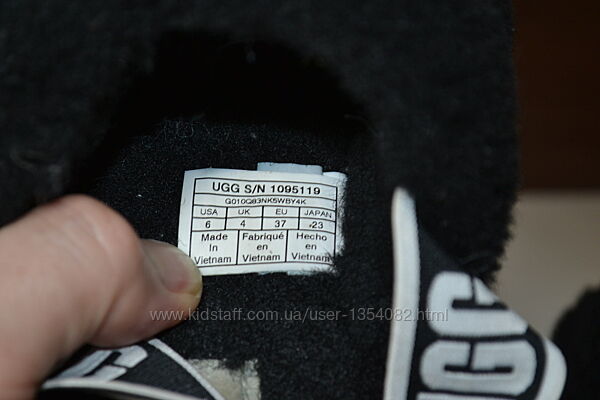 UGG S/N 1095119
G010Q83NK5WBY4K
USA UK EU JAPAN
6 4 37 23
Made Fabriqué Hecho
In en en
Vietnam Vietnam Vietnam
www.kidstaff.com.ua/user-1354082.html
UGG